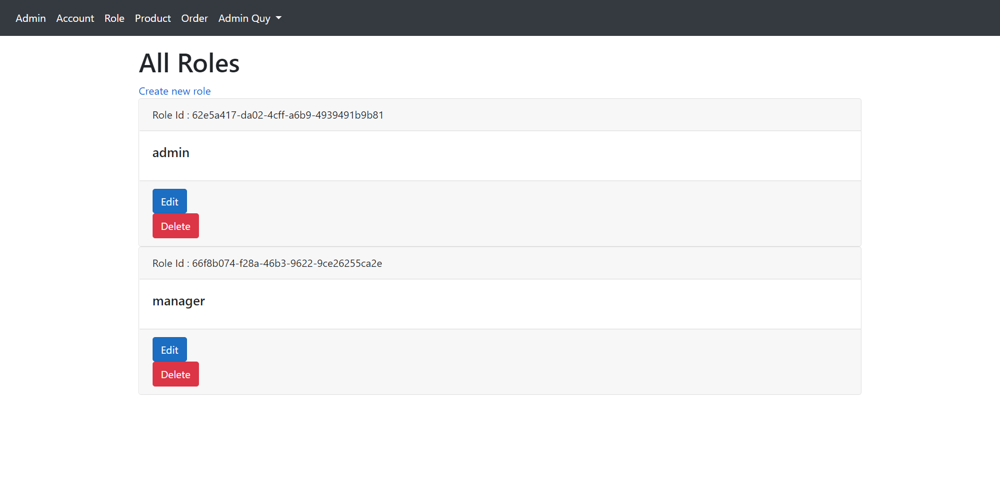 Admin Account Role Product Order Admin Quy
All Roles
Create new role
Role Id : 62e5a417-da02-4cff-a6b9-4939491b9b81
admin
Edit
Delete
Role Id : 66f8b074-f28a-46b3-9622-9ce26255ca2e
manager
Edit
Delete